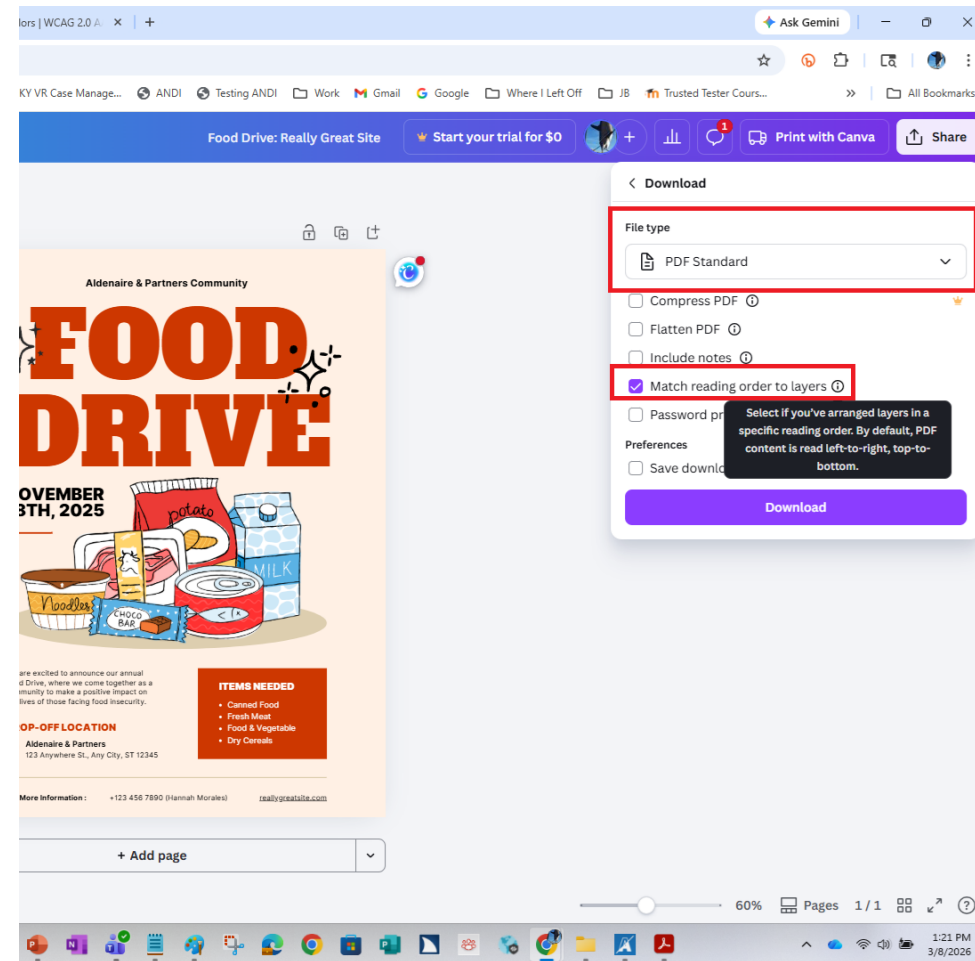 lors | WCAG 2.0 A
Ask Gemini
KY VR Case Manage...
ANDI
Testing ANDI
Work
Gmail
Google
Where I Left Off
JB
Trusted Tester Cours...
All Bookmarks
Food Drive: Really Great Site
Start your trial for $0
1
Print with Canva
Share
Download
File type
PDF Standard
Compress PDF
Flatten PDF
Include notes
Match reading order to layers
Password pr
Select if you've arranged layers in a
specific reading order. By default, PDF
content is read left-to-right, top-to-
bottom.
Preferences
Save downlo
Download
Aldenaire & Partners Community
FOOD
DRIVE
OVEMBER
8TH, 2025
potato
MILK
Noodles
CHOCO
BAR
are excited to announce our annual
d Drive, where we come together as a
mmunity to make a positive impact on
lives of those facing food insecurity.
OP-OFF LOCATION
Aldenaire & Partners
123 Anywhere St., Any City, ST 12345
ITEMS NEEDED
• Canned Food
• Fresh Meat
• Food & Vegetable
• Dry Cereals
More Information :
+123 456 7890 (Hannah Morales)
reallygreatsite.com
+ Add page
60%
Pages
1 / 1
1:21 PM
3/8/2026